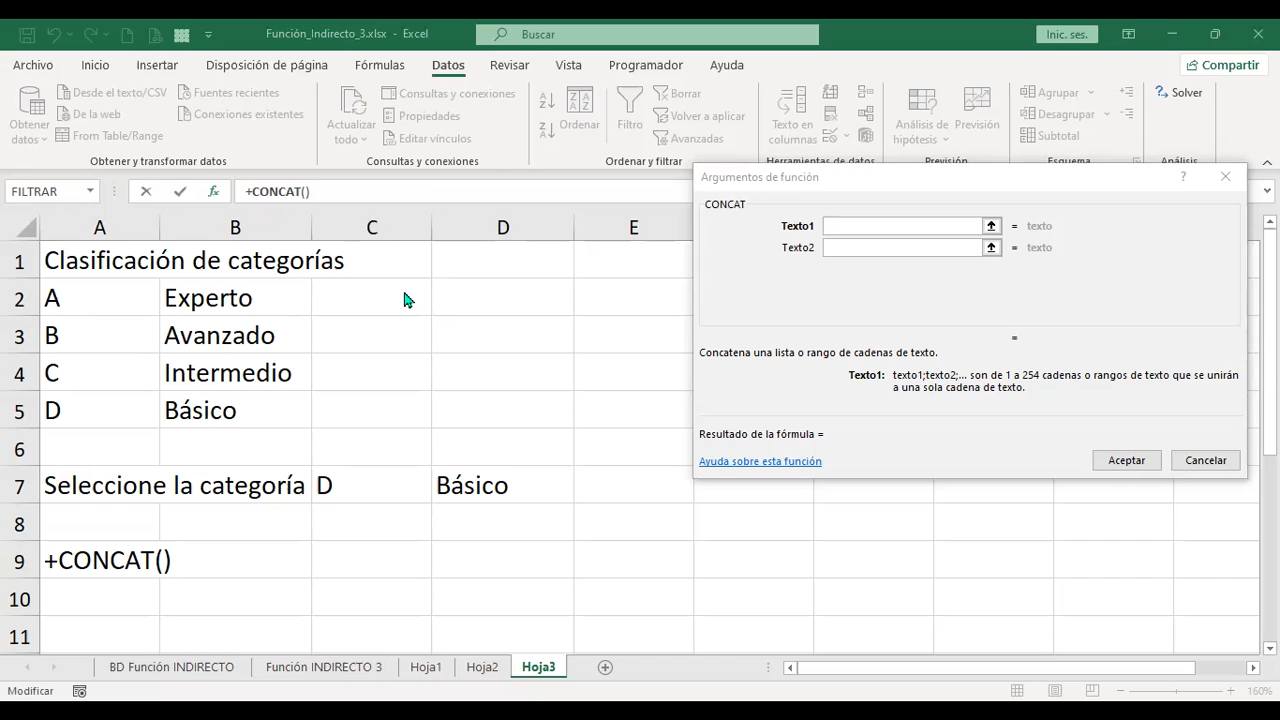 Función_Indirecto_3.xlsx - Excel
Buscar
Inic. ses.
Archivo Inicio Insertar Disposición de página Fórmulas Datos Revisar Vista Programador Ayuda Compartir
Obtener datos
Desde el texto/CSV
De la web
From Table/Range
Fuentes recientes
Conexiones existentes
Obtener y transformar datos
Actualizar todo
Consultas y conexiones
Propiedades
Editar vínculos
Consultas y conexiones
Ordenar
Filtro
Borrar
Volver a aplicar
Avanzadas
Ordenar y filtrar
Texto en columnas
Herramientas de datos
Análisis de hipótesis
Previsión
Previsión
Agrupar
Desagrupar
Subtotal
Esquema
Solver
Análisis
FILTRAR fx +CONCAT()
A B C D E
1 Clasificación de categorías
2 A Experto
3 B Avanzado
4 C Intermedio
5 D Básico
6
7 Seleccione la categoría D Básico
8
9 +CONCAT()
10
11
Argumentos de función ?
CONCAT
Texto1 = texto
Texto2 = texto
=
Concatena una lista o rango de cadenas de texto.
Texto1: texto1;texto2;... son de 1 a 254 cadenas o rangos de texto que se unirán
a una sola cadena de texto.
Resultado de la fórmula =
Ayuda sobre esta función
Aceptar Cancelar
BD Función INDIRECTO Función INDIRECTO 3 Hoja1 Hoja2 Hoja3
Modificar 160%